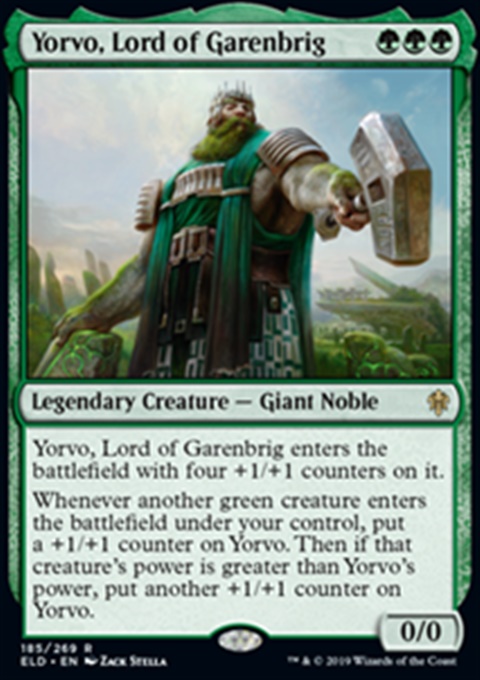 Yorvo, Lord of Garenbrig
Legendary Creature — Giant Noble
Yorvo, Lord of Garenbrig enters the
battlefield with four +1/+1 counters on it.
Whenever another green creature enters
the battlefield under your control, put
a +1/+1 counter on Yorvo. Then if that
creature's power is greater than Yorvo's
power, put another +1/+1 counter on
Yorvo.
0/0
185/269 R
ELD • EN Zack Stella
™ & © 2019 Wizards of the Coast